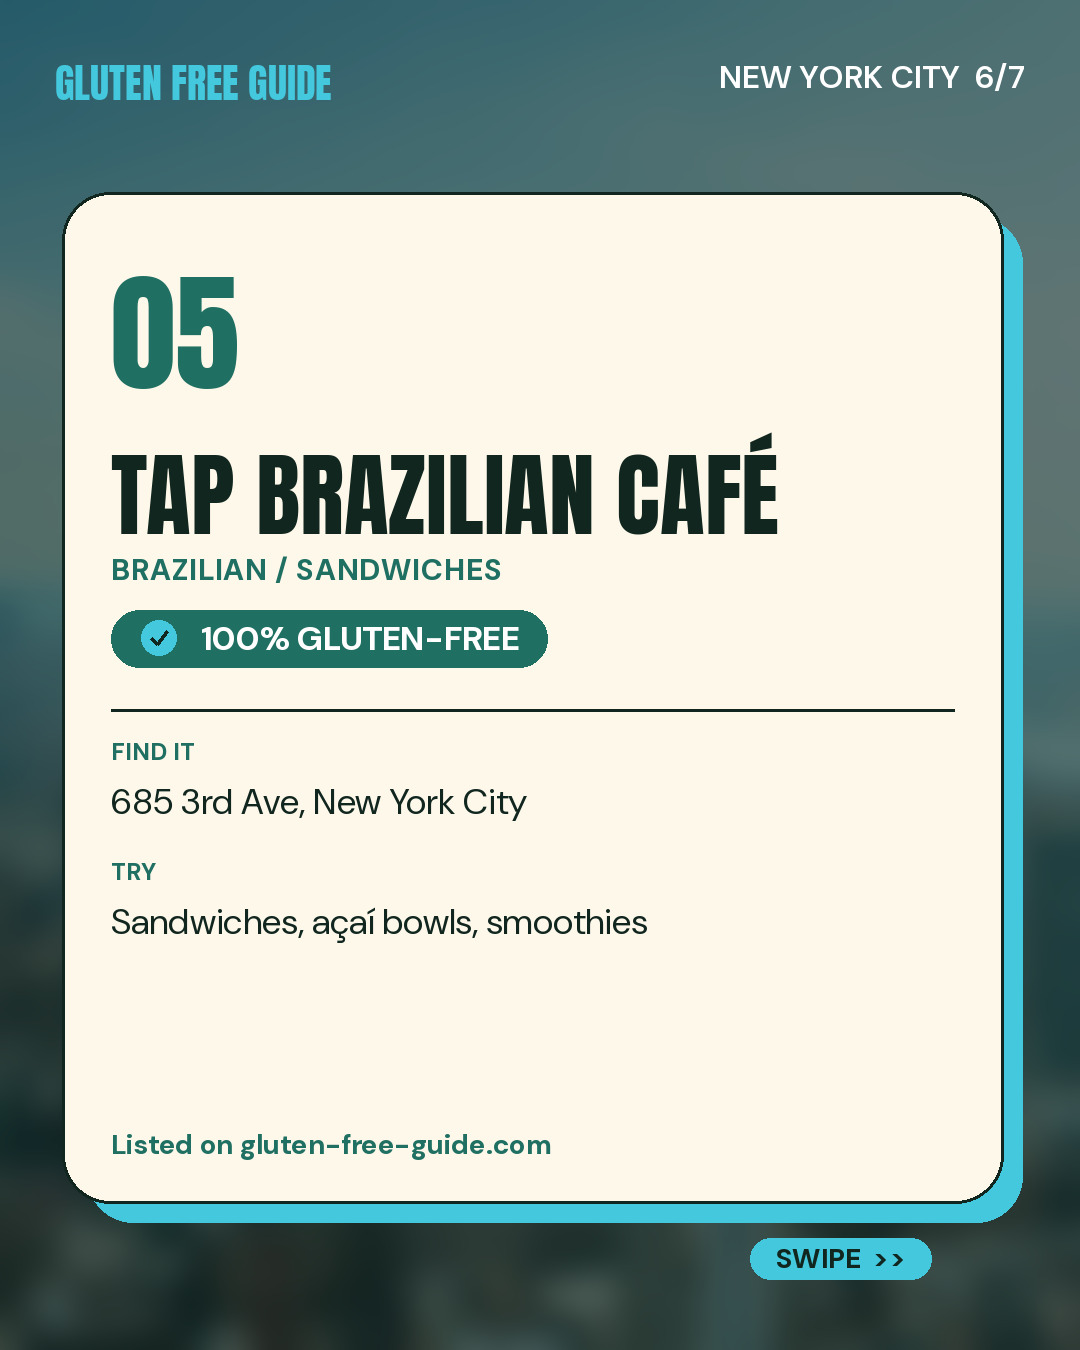 GLUTEN FREE GUIDE
NEW YORK CITY 6/7
05
TAP BRAZILIAN CAFÉ
BRAZILIAN / SANDWICHES
100% GLUTEN-FREE
FIND IT
685 3rd Ave, New York City
TRY
Sandwiches, açaí bowls, smoothies
Listed on gluten-free-guide.com
SWIPE >>